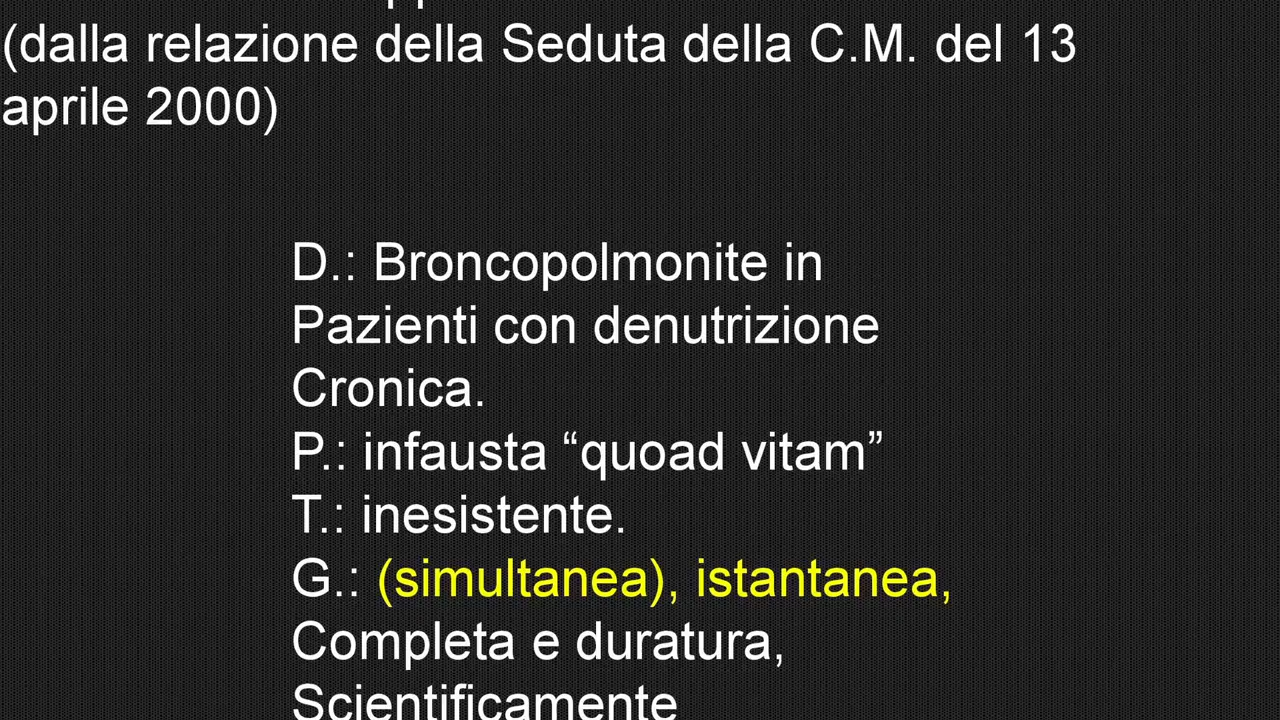 (dalla relazione della Seduta della C.M. del 13
aprile 2000)
D.: Broncopolmonite in
Pazienti con denutrizione
Cronica.
P.: infausta “quoad vitam”
T.: inesistente.
G.: (simultanea), istantanea,
Completa e duratura,
Scientificamente